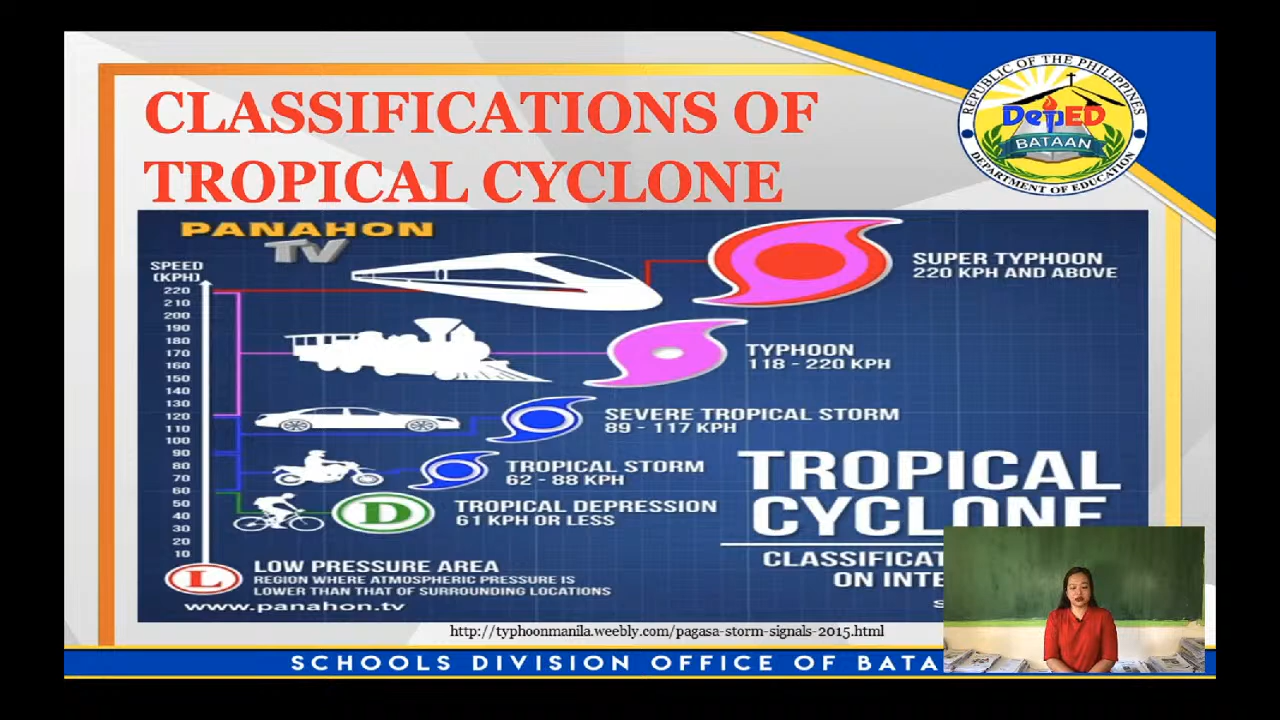 CLASSIFICATIONS OF
TROPICAL CYCLONE
REPUBLIC OF THE PHILIPPINES
DepED
BATAAN
DEPARTMENT OF EDUCATION
PANAHON
TV
SPEED
(KPH)
220
210
200
190
180
170
160
150
140
130
120
110
100
90
80
70
60
50
40
30
20
10
SUPER TYPHOON
220 KPH AND ABOVE
TYPHOON
118 - 220 KPH
SEVERE TROPICAL STORM
89 - 117 KPH
TROPICAL STORM
62 - 88 KPH
D
TROPICAL DEPRESSION
61 KPH OR LESS
L
LOW PRESSURE AREA
REGION WHERE ATMOSPHERIC PRESSURE IS
LOWER THAN THAT OF SURROUNDING LOCATIONS
www.panahon.tv
TROPICAL
CYCLONE
CLASSIFICAT
ON INTE
http://typhoonmanila.weebly.com/pagasa-storm-signals-2015.html
SCHOOLS DIVISION OFFICE OF BATA